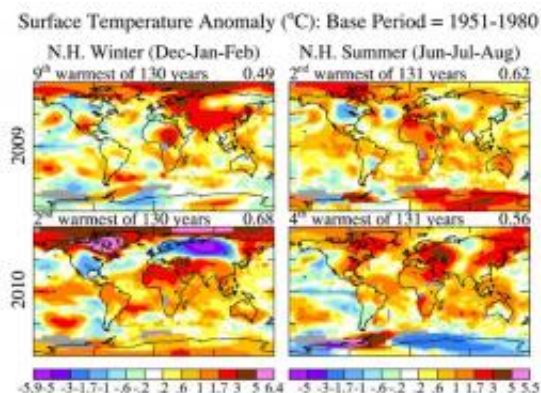 Surface Temperature Anomaly (°C): Base Period = 1951-1980
N.H. Winter (Dec-Jan-Feb) N.H. Summer (Jun-Jul-Aug)
9th warmest of 130 years 0.49 2nd warmest of 131 years 0.62
2009
2nd warmest of 130 years 0.68 4th warmest of 131 years 0.56
2010
-5.9 -5 -3 -1.7 -1 -.6 -.2 .2 .6 1 1.7 3 5 6.4 -5 -3 -1.7 -1 -.6 -.2 .2 .6 1 1.7 3 5 5.5